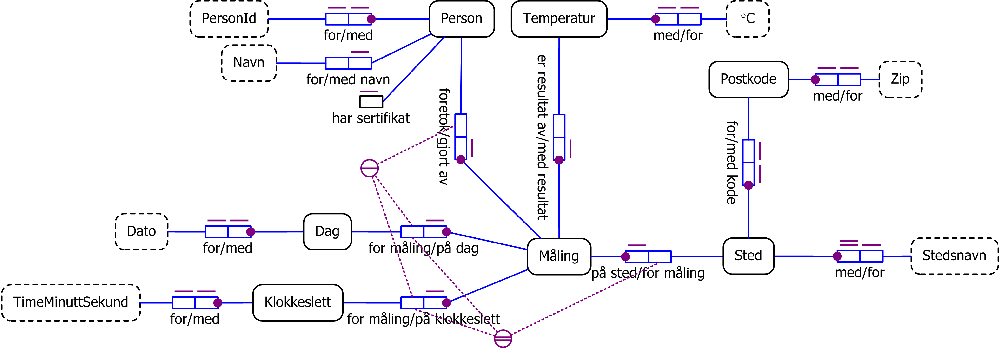 PersonId
for/med
Person
Temperatur
med/for
°C
Navn
for/med navn
har sertifikat
foretok/gjort av
er resultat av/med resultat
Postkode
med/for
Zip
for/med kode
Dato
for/med
Dag
for måling/på dag
Måling
på sted/for måling
Sted
med/for
Stedsnavn
TimeMinuttSekund
for/med
Klokkeslett
for måling/på klokkeslett